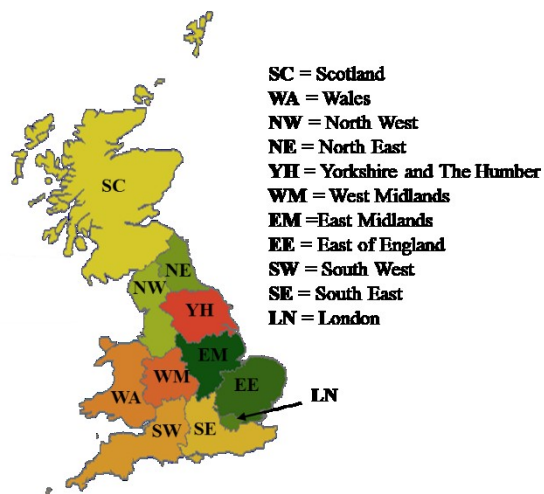 SC = Scotland
WA = Wales
NW = North West
NE = North East
YH = Yorkshire and The Humber
WM = West Midlands
EM =East Midlands
EE = East of England
SW = South West
SE = South East
LN = London
SC
NE
NW
YH
EM
WM
EE
WA
LN
SW
SE